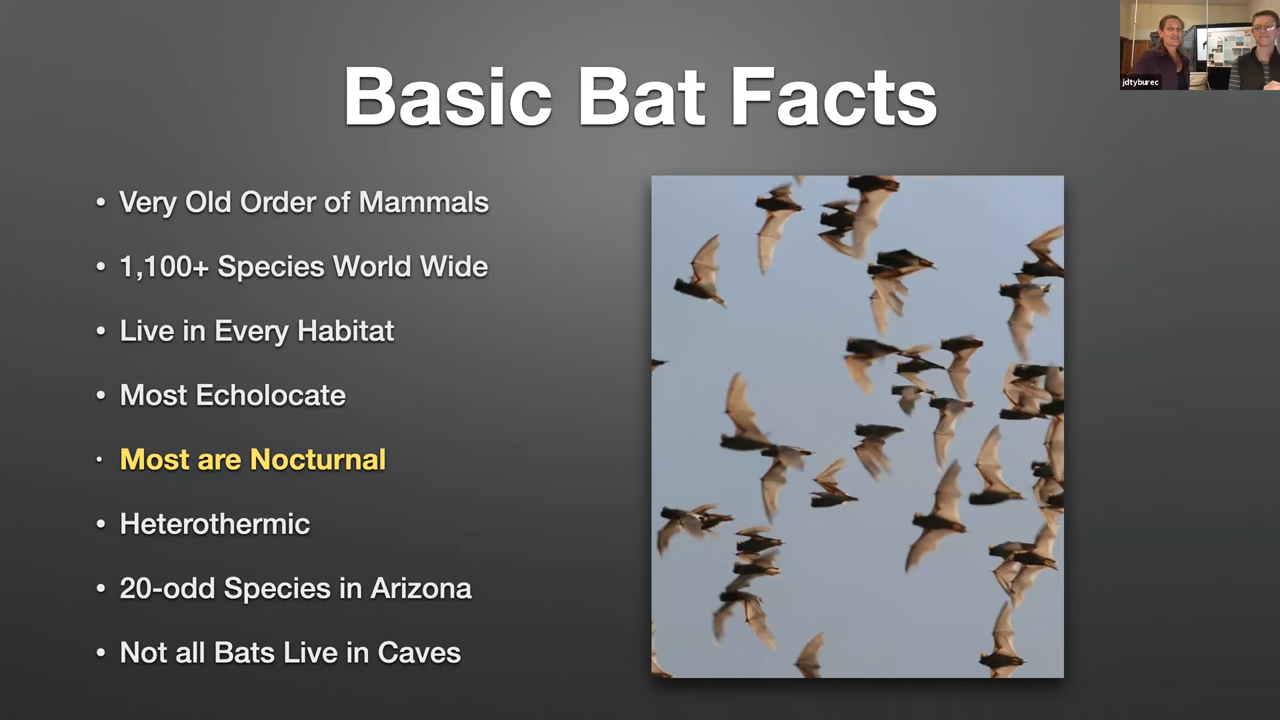 Basic Bat Facts
jdtyburec
• Very Old Order of Mammals
• 1,100+ Species World Wide
• Live in Every Habitat
• Most Echolocate
• Most are Nocturnal
• Heterothermic
• 20-odd Species in Arizona
• Not all Bats Live in Caves